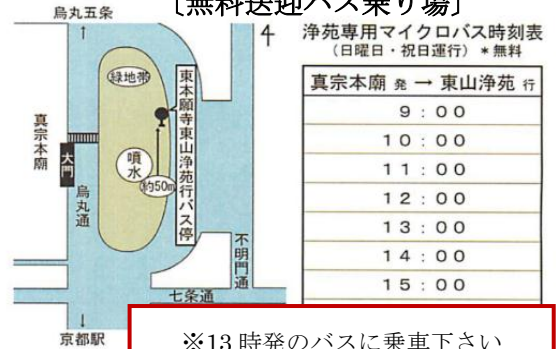 〔無料送迎バス乗り場〕
烏丸五条
↑
緑地帯
東本願寺東山浄苑行バス停
真宗本廟
大門
噴水
約50m
烏丸通
不明門通
七条通
↓
京都駅
浄苑専用マイクロバス時刻表
(日曜日・祝日運行) *無料
真宗本廟 発 → 東山浄苑 行
9:00
10:00
11:00
12:00
13:00
14:00
15:00
※13 時発のバスに乗車下さい